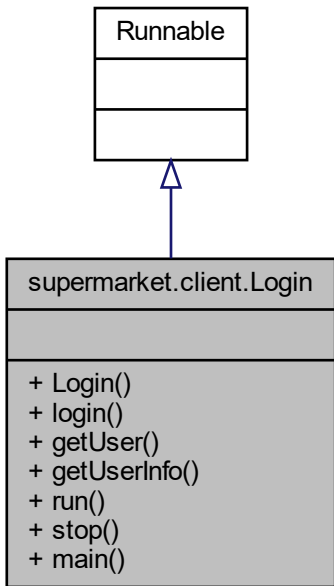 Runnable
supermarket.client.Login
+ Login()
+ login()
+ getUser()
+ getUserInfo()
+ run()
+ stop()
+ main()